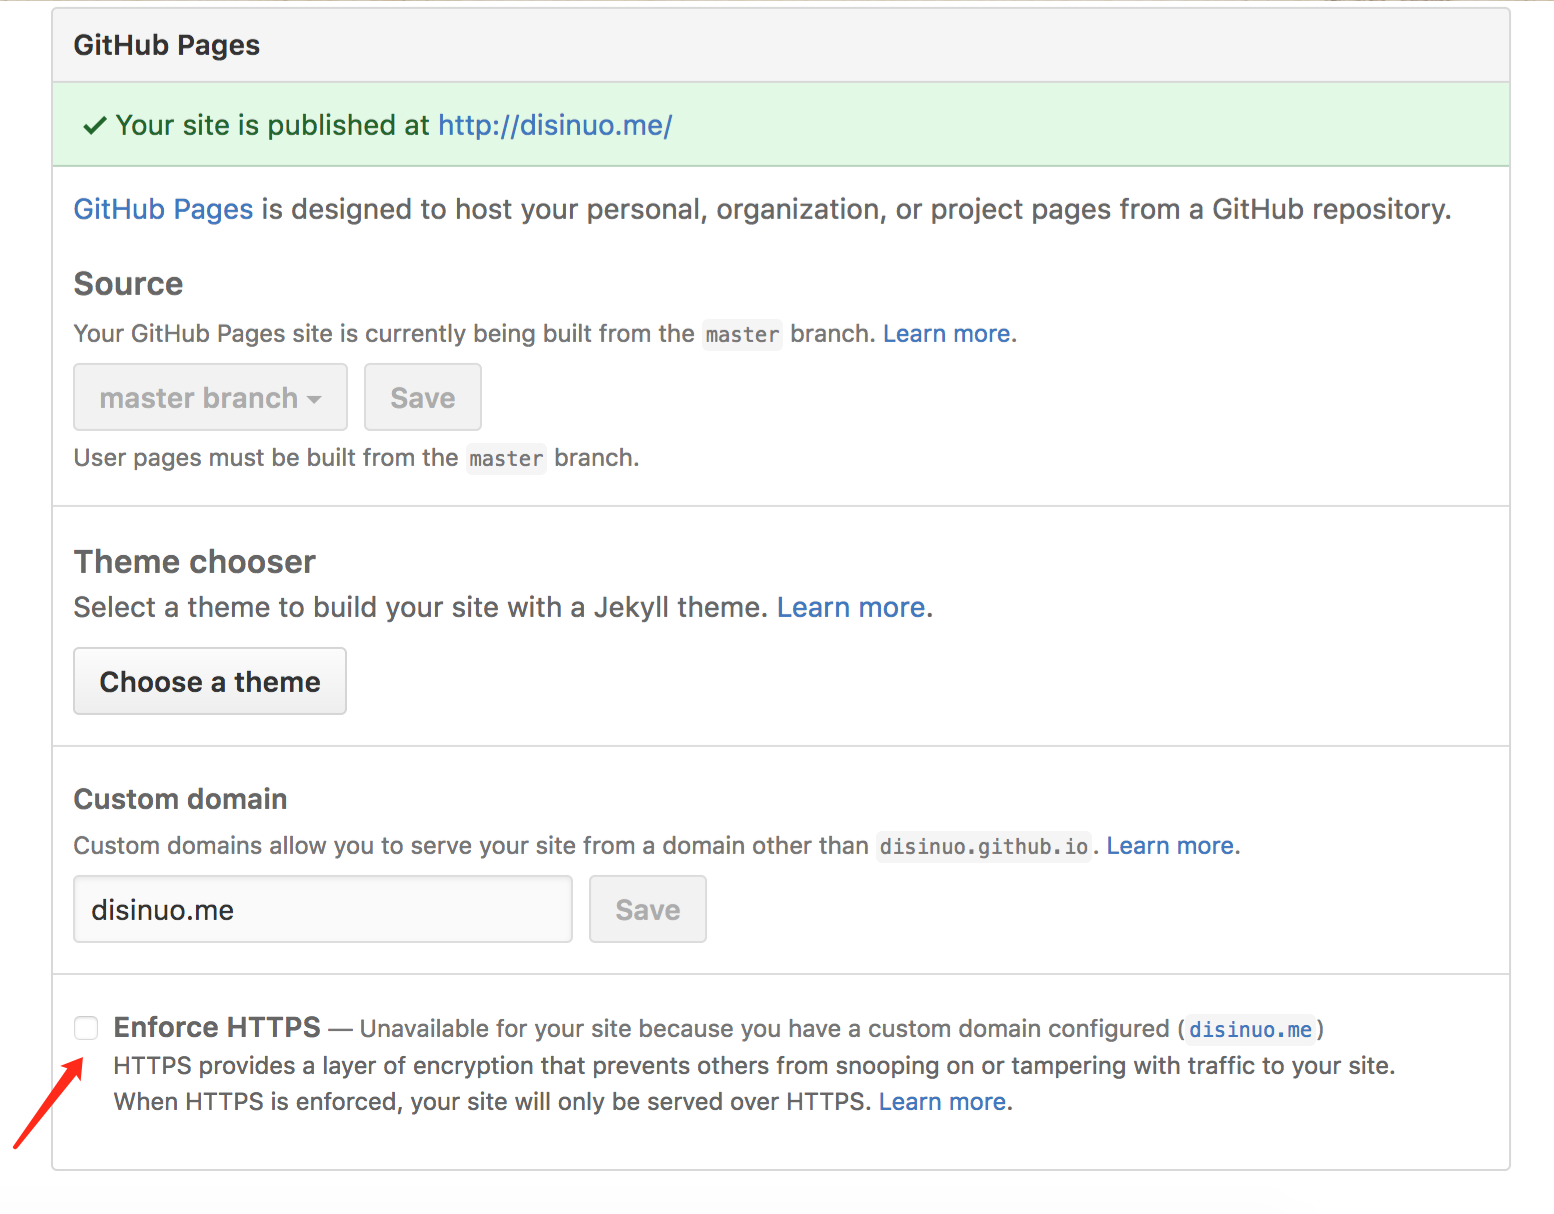 GitHub Pages
Your site is published at http://disinuo.me/
GitHub Pages is designed to host your personal, organization, or project pages from a GitHub repository.
Source
Your GitHub Pages site is currently being built from the master branch. Learn more.
master branch Save
User pages must be built from the master branch.
Theme chooser
Select a theme to build your site with a Jekyll theme. Learn more.
Choose a theme
Custom domain
Custom domains allow you to serve your site from a domain other than disinuo.github.io. Learn more.
disinuo.me Save
Enforce HTTPS — Unavailable for your site because you have a custom domain configured (disinuo.me)
HTTPS provides a layer of encryption that prevents others from snooping on or tampering with traffic to your site.
When HTTPS is enforced, your site will only be served over HTTPS. Learn more.